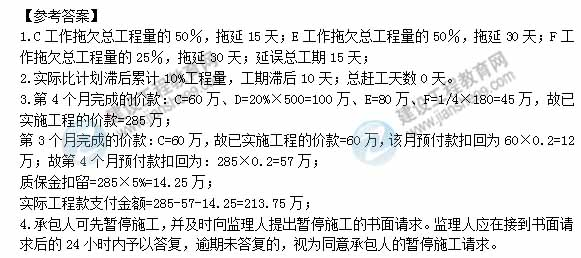 【参考答案】
1.C 工作拖欠总工程量的 50%，拖延 15 天；E 工作拖欠总工程量的 50%，拖延 30 天；F 工
作拖欠总工程量的 25%，拖延 30 天；延误总工期 15 天；
2.实际比计划滞后累计 10%工程量，工期滞后 10 天；总赶工天数 0 天。
3.第 4 个月完成的价款：C=60 万、D=20%×500=100 万、E=80 万、F=1/4×180=45 万，故已
实施工程的价款=285 万；
第 3 个月完成的价款：C=60 万，故已实施工程的价款=60 万，该月预付款扣回为 60×0.2=12
万；故第 4 个月预付款扣回为：285×0.2=57 万；
质保金扣留=285×5%=14.25 万；
实际工程款支付金额=285-57-14.25=213.75 万；
4.承包人可先暂停施工，并及时向监理人提出暂停施工的书面请求。监理人应在接到书面请
求后的 24 小时内予以答复，逾期未答复的，视为同意承包人的暂停施工请求。
建设工程教育网